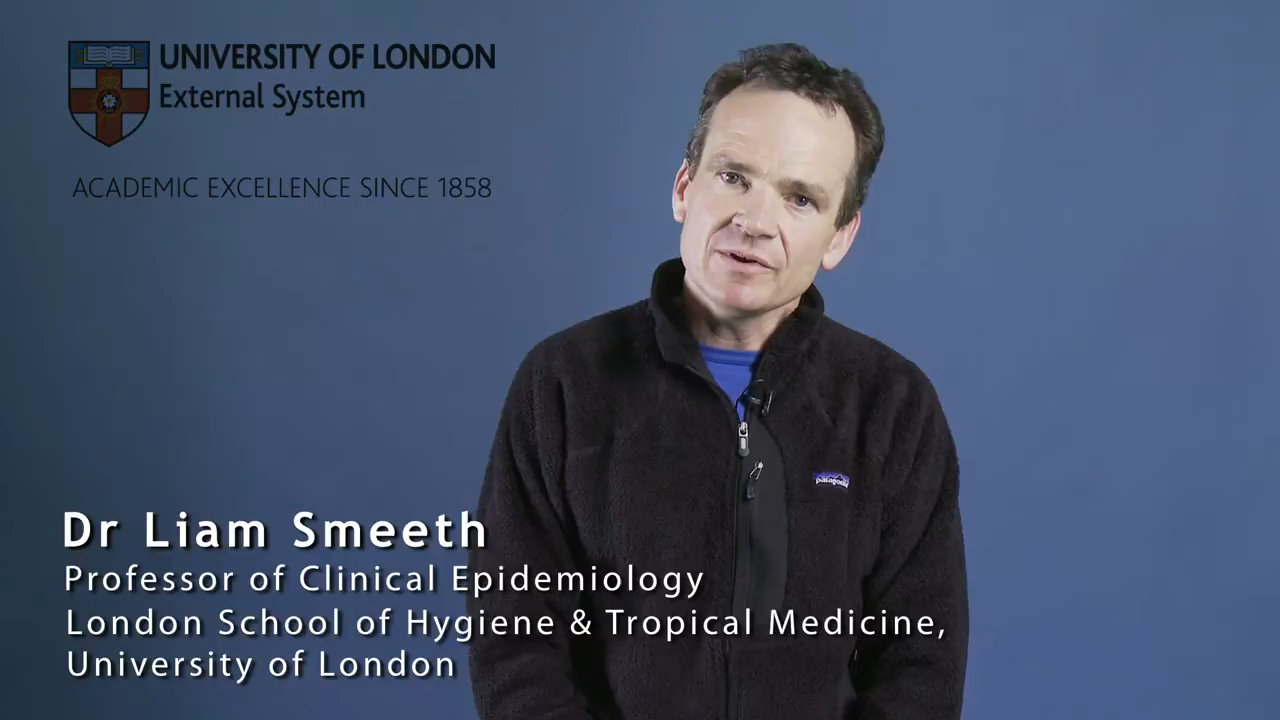 UNIVERSITY OF LONDON
External System
ACADEMIC EXCELLENCE SINCE 1858
patagonia
Dr Liam Smeeth
Professor of Clinical Epidemiology
London School of Hygiene & Tropical Medicine,
University of London